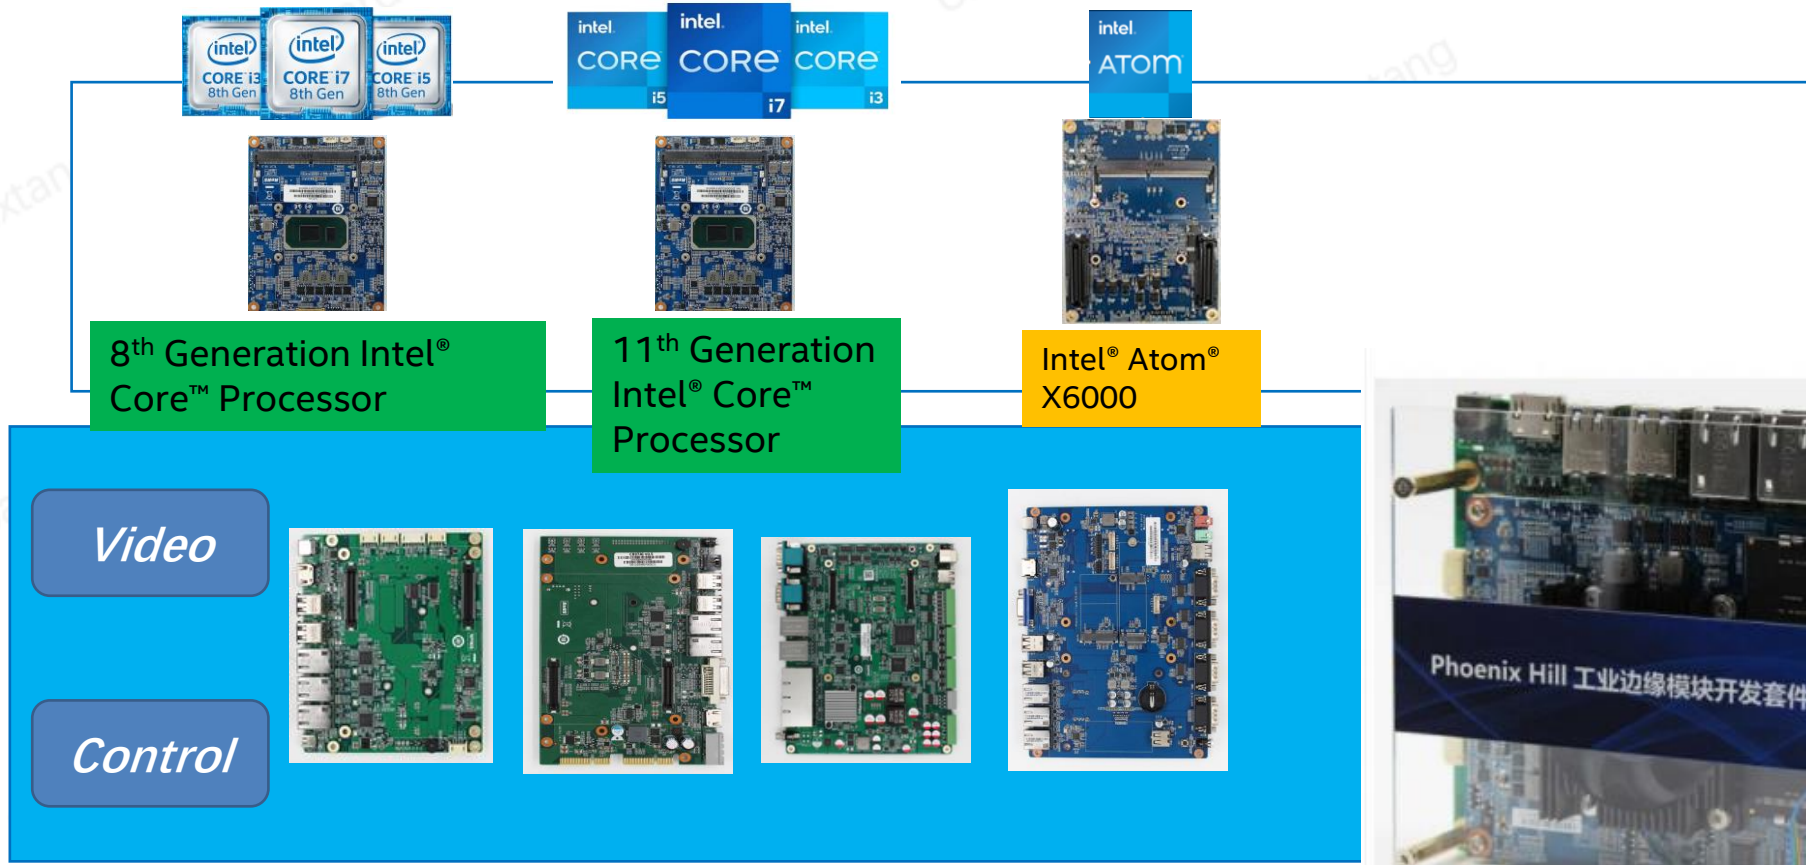 intel
CORE i3
8th Gen
intel
CORE i7
8th Gen
intel
CORE i5
8th Gen
intel.
CORE
i5
intel.
CORE
i7
intel.
CORE
i3
intel.
ATOM
8th Generation Intel®
Core™ Processor
11th Generation
Intel® Core™
Processor
Intel® Atom®
X6000
Video
Control
Phoenix Hill 工业边缘模块开发套件